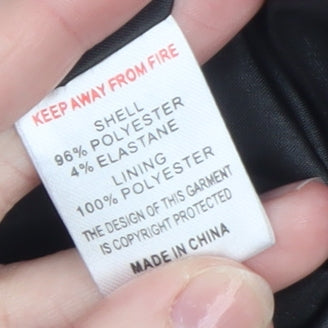 KEEP AWAY FROM FIRE
SHELL
96% POLYESTER
4% ELASTANE
LINING
100% POLYESTER
THE DESIGN OF THIS GARMENT
IS COPYRIGHT PROTECTED
MADE IN CHINA